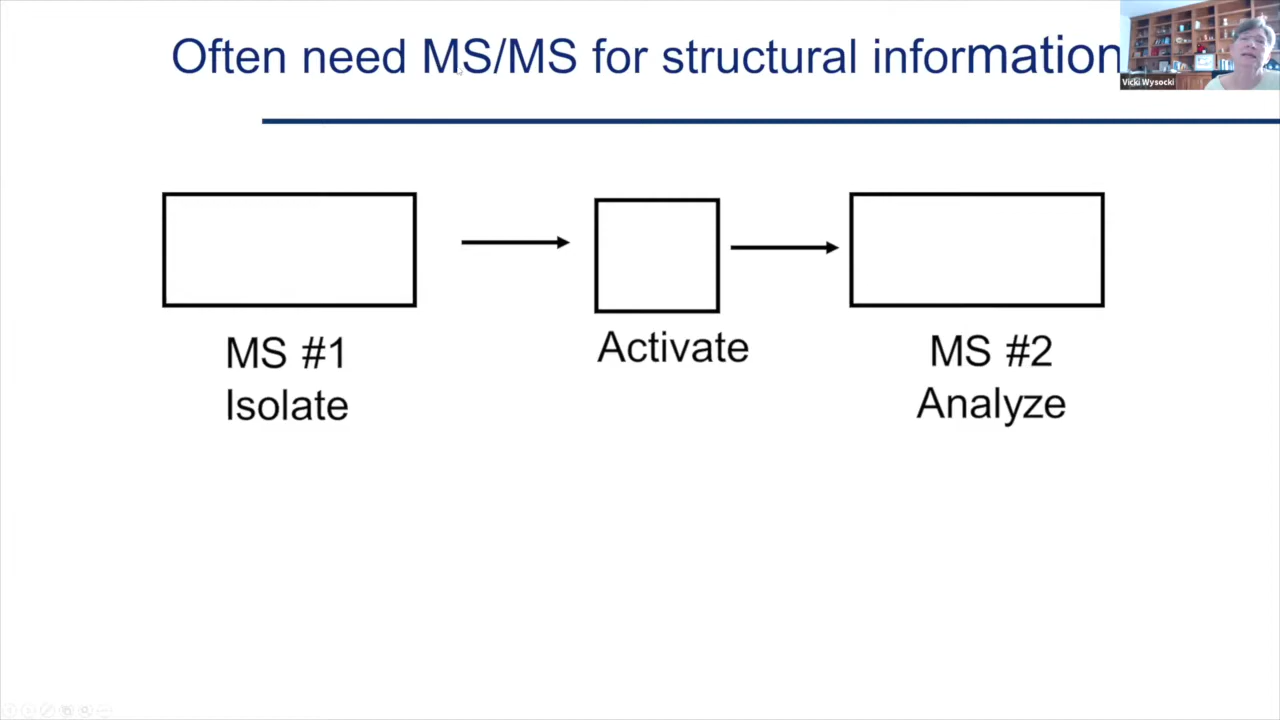 Often need MS/MS for structural information
Vicki Wysocki
MS #1
Isolate
Activate
MS #2
Analyze